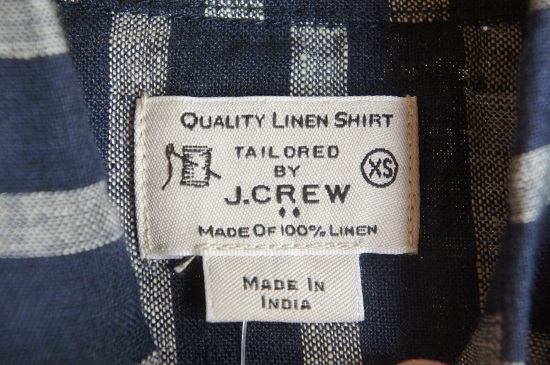 QUALITY LINEN SHIRT
TAILORED
BY
XS
J.CREW
MADE OF 100% LINEN
MADE IN
INDIA